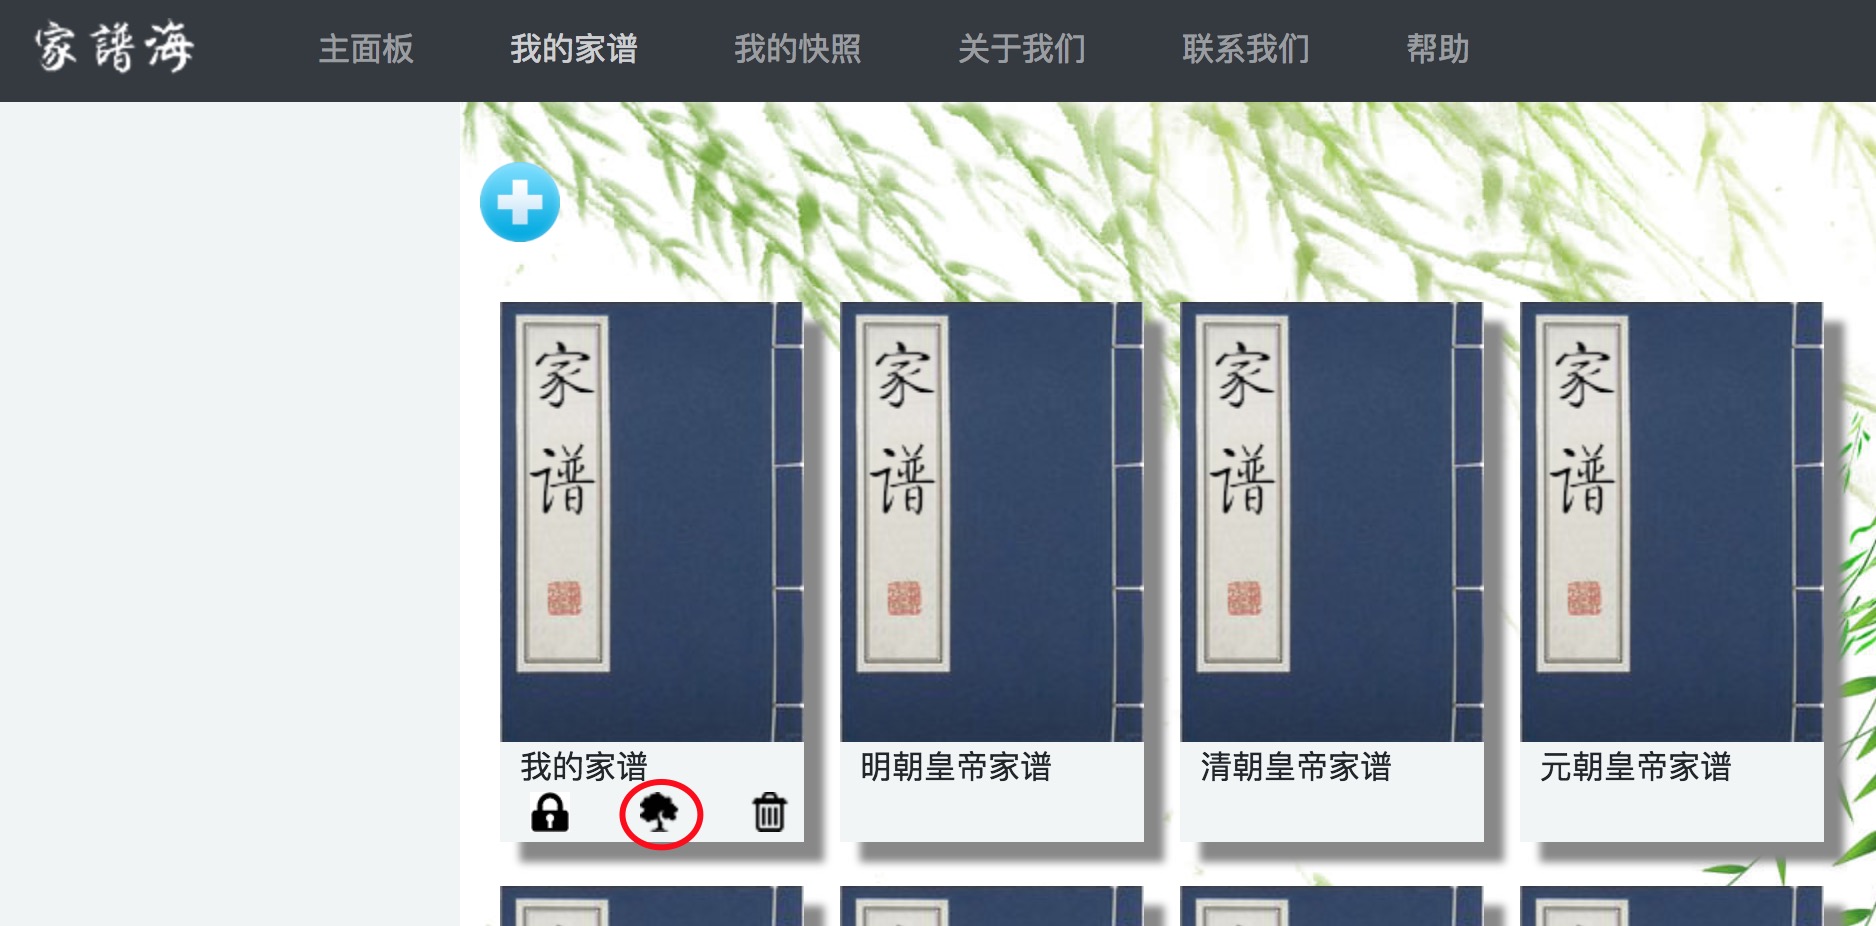 家譜海 主面板 我的家谱 我的快照 关于我们 联系我们 帮助
家谱 家谱 家谱 家谱
我的家谱 明朝皇帝家谱 清朝皇帝家谱 元朝皇帝家谱